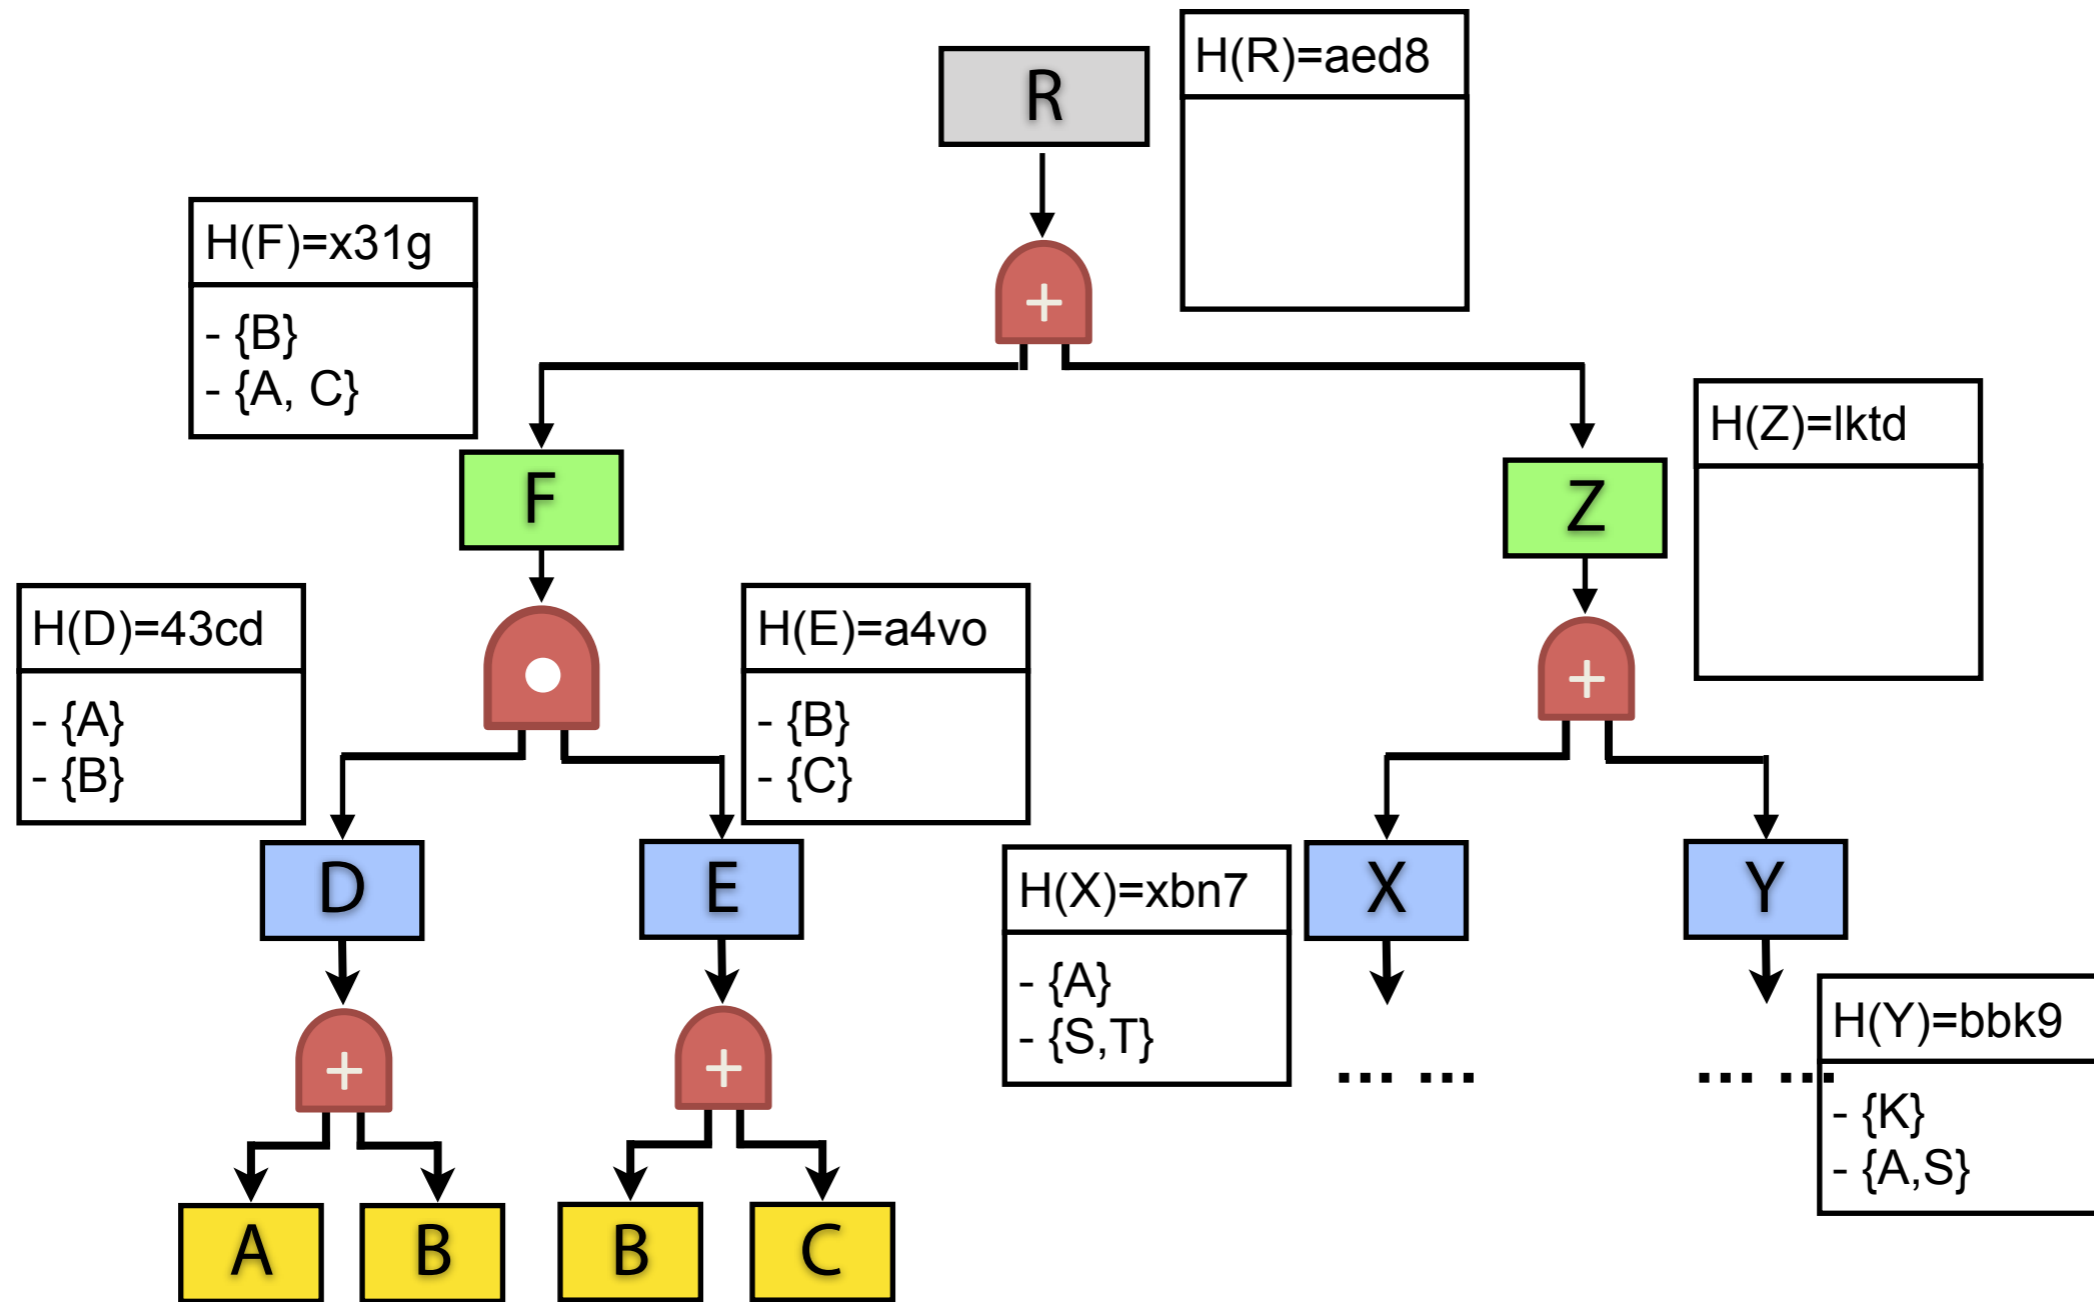 R
H(R)=aed8
+
H(F)=x31g
- {B}
- {A, C}
H(Z)=lktd
F
Z
H(D)=43cd
- {A}
- {B}
H(E)=a4vo
- {B}
- {C}
+
D
E
H(X)=xbn7
- {A}
- {S,T}
X
Y
H(Y)=bbk9
- {K}
- {A,S}
+
+
... ...
... ...
A
B
B
C